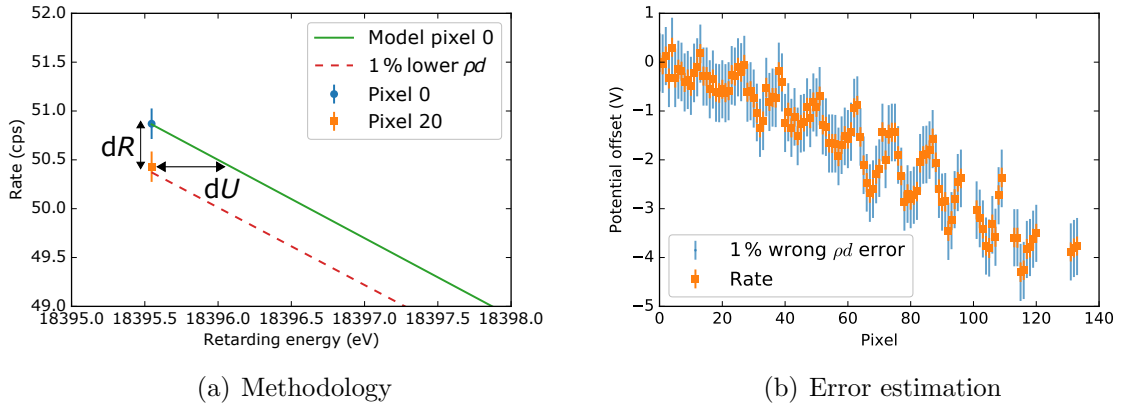 52.0
51.5
51.0
50.5
50.0
49.5
49.0
Rate (cps)
Model pixel 0
1 % lower ρd
Pixel 0
Pixel 20
dR
dU
18395.0 18395.5 18396.0 18396.5 18397.0 18397.5 18398.0
Retarding energy (eV)
(a) Methodology
1
0
−1
−2
−3
−4
−5
Potential offset (V)
1 % wrong ρd error
Rate
0 20 40 60 80 100 120 140
Pixel
(b) Error estimation